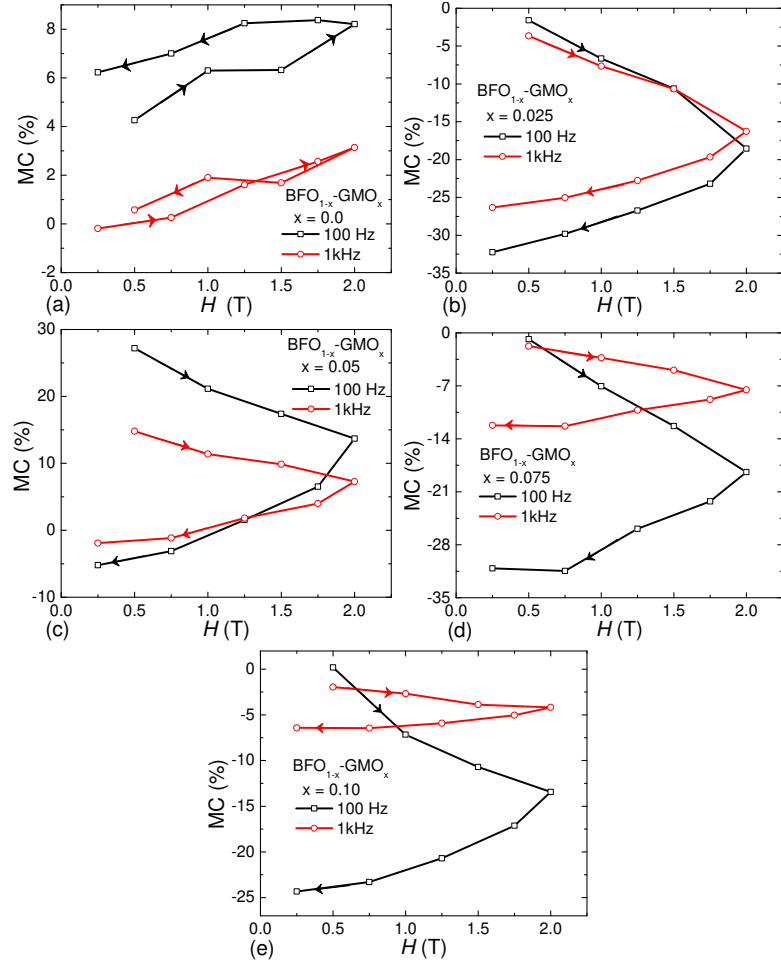 8
6
4
2
0
2
MC (%)
0.0 0.5 1.0 1.5 2.0
H (T)
BFO1-x-GMOx
x = 0.0
100 Hz
1kHz
(a)
0
-5
-10
-15
-20
-25
-30
-35
MC (%)
0.0 0.5 1.0 1.5 2.0
H (T)
BFO1-x-GMOx
x = 0.025
100 Hz
1kHz
(b)
30
20
10
0
-10
MC (%)
0.0 0.5 1.0 1.5 2.0
H (T)
BFO1-x-GMOx
x = 0.05
100 Hz
1kHz
(c)
0
-7
-14
-21
-28
-35
MC (%)
0.0 0.5 1.0 1.5 2.0
H (T)
BFO1-x-GMOx
x = 0.075
100 Hz
1kHz
(d)
0
-5
-10
-15
-20
-25
MC (%)
0.0 0.5 1.0 1.5 2.0
H (T)
BFO1-x-GMOx
x = 0.10
100 Hz
1kHz
(e)